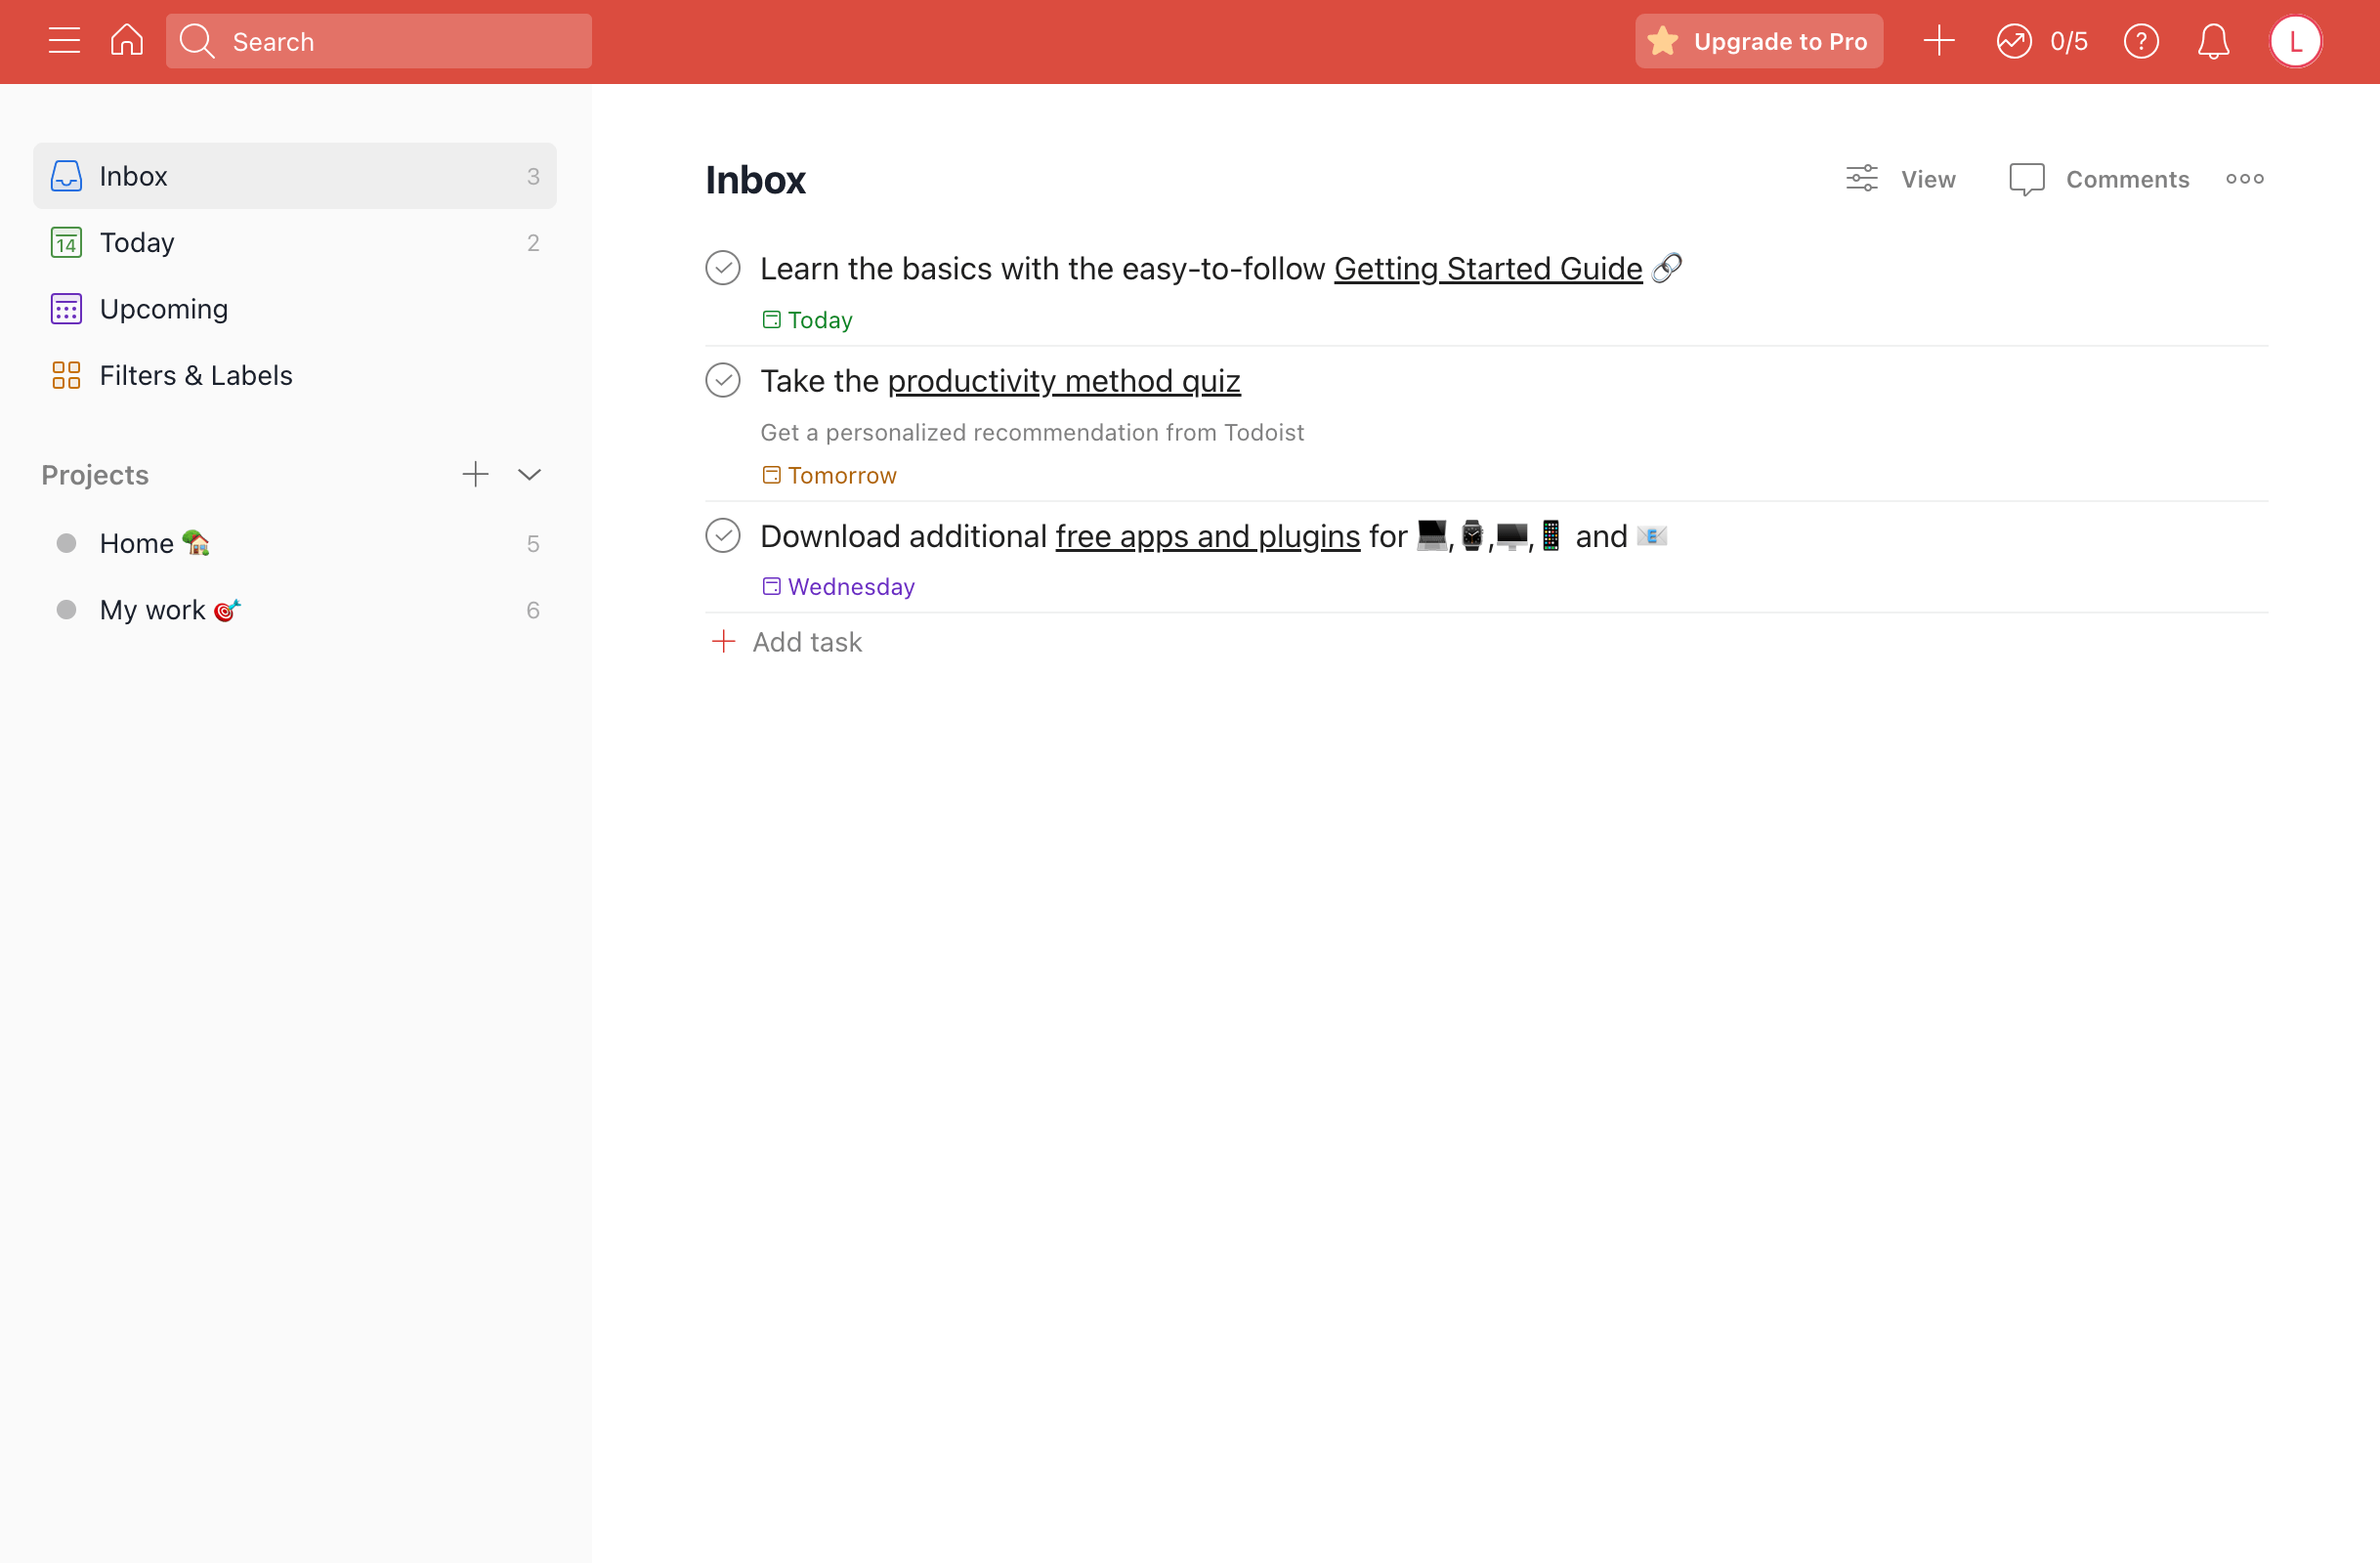 Search
Upgrade to Pro
0/5
?
L
Inbox 3
14 Today 2
Upcoming
Filters & Labels
Projects
Home 🏡 5
My work 🎯 6
Inbox
View
Comments
Learn the basics with the easy-to-follow Getting Started Guide 🔗
Today
Take the productivity method quiz
Get a personalized recommendation from Todoist
Tomorrow
Download additional free apps and plugins for 💻,⌚,🖥️,📱 and 📧
Wednesday
Add task